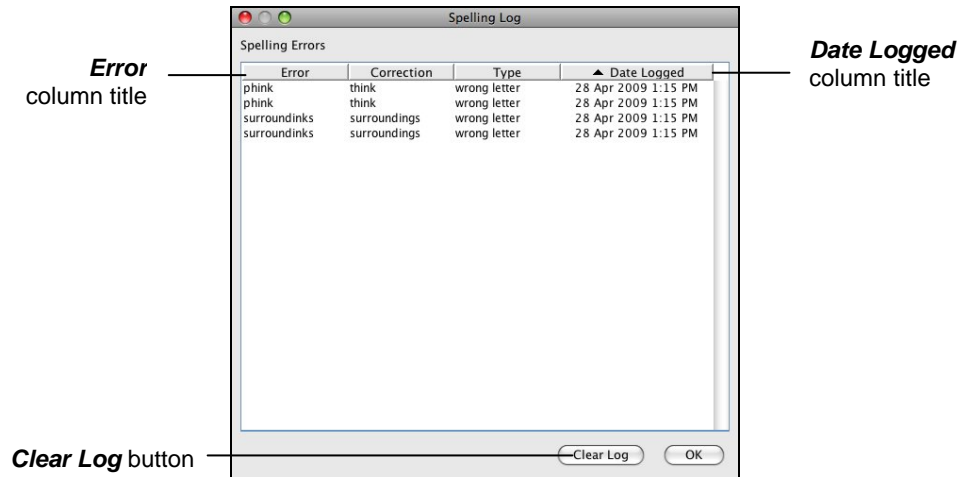 Spelling Log
Spelling Errors
Error Correction Type ▲ Date Logged
phink think wrong letter 28 Apr 2009 1:15 PM
phink think wrong letter 28 Apr 2009 1:15 PM
surroundinks surroundings wrong letter 28 Apr 2009 1:15 PM
surroundinks surroundings wrong letter 28 Apr 2009 1:15 PM
Clear Log OK
Error
column title
Date Logged
column title
Clear Log button